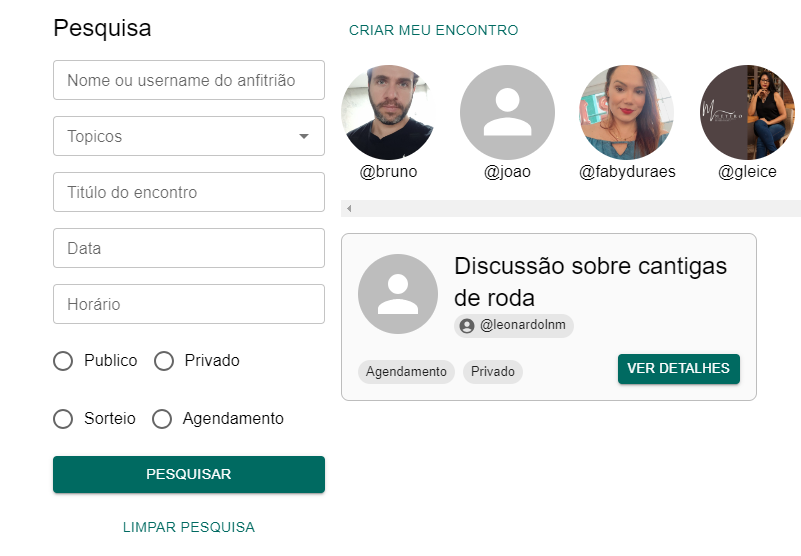 Pesquisa
Nome ou username do anfitrião
Topicos
Titúlo do encontro
Data
Horário
Publico
Privado
Sorteio
Agendamento
PESQUISAR
LIMPAR PESQUISA
CRIAR MEU ENCONTRO
@bruno
@joao
@fabyduraes
@gleice
Discussão sobre cantigas
de roda
@leonardolnm
Agendamento
Privado
VER DETALHES